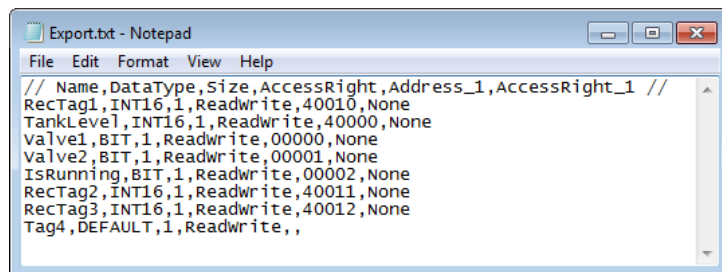 Export.txt - Notepad
File Edit Format View Help
// Name,DataType,Size,AccessRight,Address_1,AccessRight_1 //
RecTag1,INT16,1,ReadWrite,40010,None
TankLevel,INT16,1,ReadWrite,40000,None
Valve1,BIT,1,ReadWrite,00000,None
Valve2,BIT,1,ReadWrite,00001,None
IsRunning,BIT,1,ReadWrite,00002,None
RecTag2,INT16,1,ReadWrite,40011,None
RecTag3,INT16,1,ReadWrite,40012,None
Tag4,DEFAULT,1,ReadWrite,,